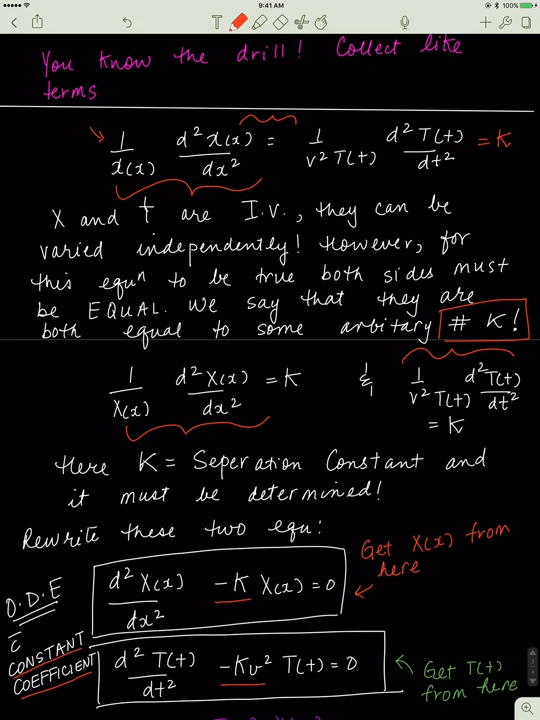 9:41 AM
100%
You know the drill! Collect like
terms
1/X(x) d²X(x)/dx² = 1/v²T(t) d²T(t)/dt² = K
X and t are I.V., they can be
varied independently! However, for
this equⁿ to be true both sides must
be EQUAL. We say that they are
both equal to some arbitary # K!
1/X(x) d²X(x)/dx² = K & 1/v²T(t) d²T(t)/dt²
= K
Here K = Seperation Constant and
it must be determined!
Rewrite these two equ:
Get X(x) from
here
O.D.E
d²X(x)/dx² -K X(x) = 0
c̄
CONSTANT
COEFFICIENT
d²T(t)/dt² -Kv² T(t) = 0
Get T(t)
from here